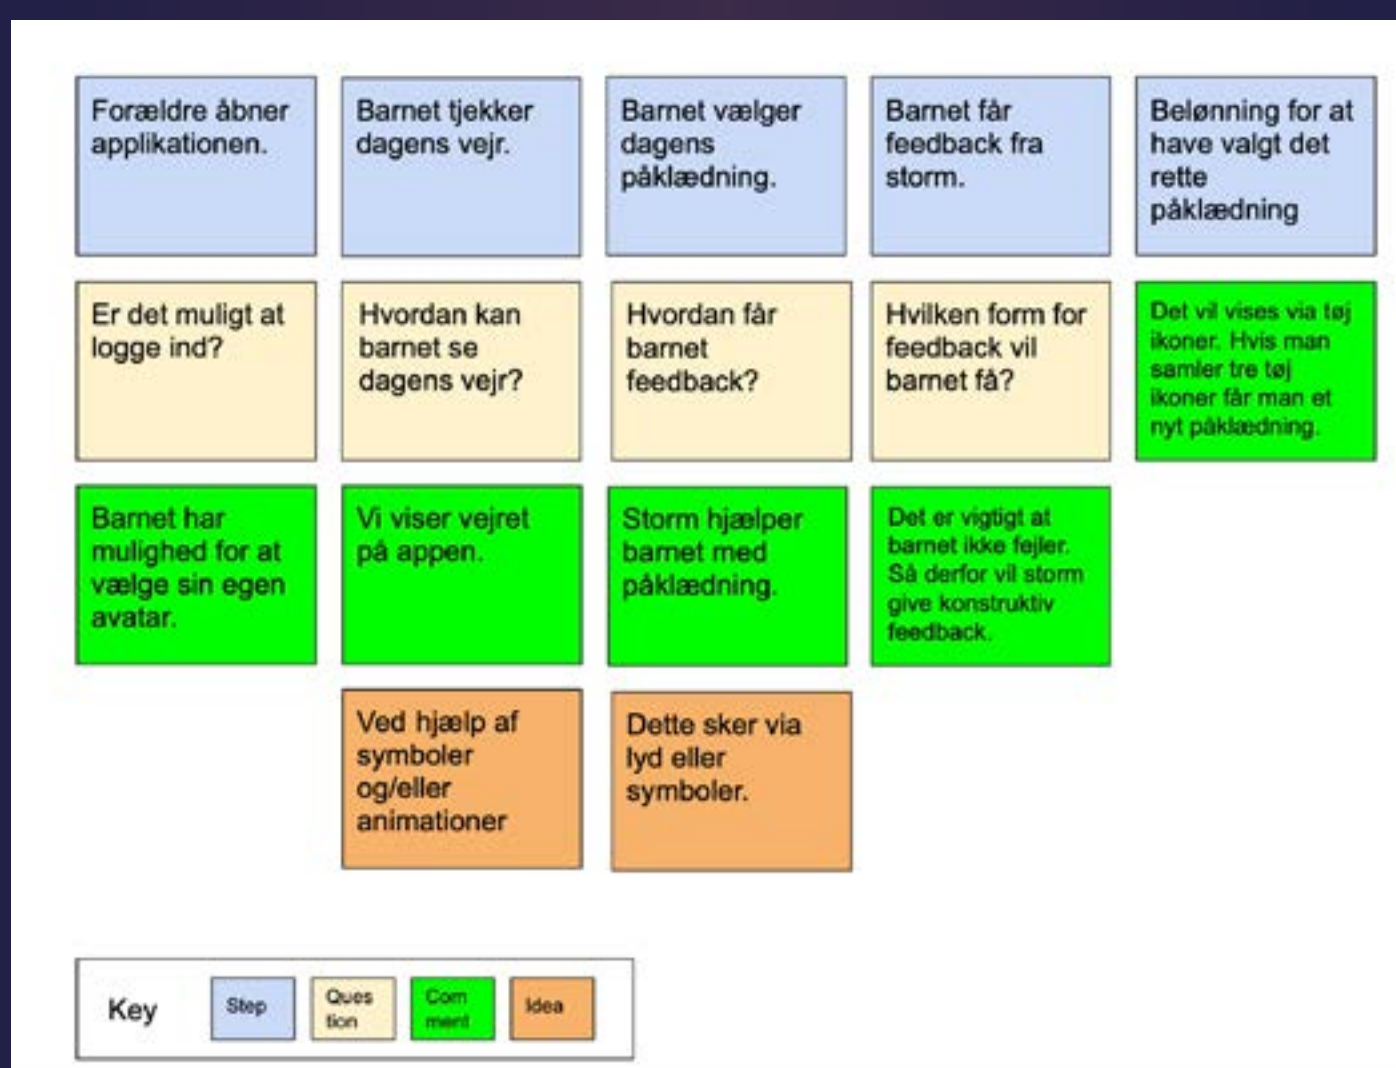 Forældre åbner
applikationen.
Barnet tjekker
dagens vejr.
Barnet vælger
dagens
påklædning.
Barnet får
feedback fra
storm.
Belønning for at
have valgt det
rette
påklædning
Er det muligt at
logge ind?
Hvordan kan
barnet se
dagens vejr?
Hvordan får
barnet
feedback?
Hvilken form for
feedback vil
barnet få?
Det vil vises via tøj
ikoner. Hvis man
samler tre tøj
ikoner får man et
nyt påklædning.
Barnet har
mulighed for at
vælge sin egen
avatar.
Vi viser vejret
på appen.
Storm hjælper
barnet med
påklædning.
Det er vigtigt at
barnet ikke fejler.
Så derfor vil storm
give konstruktiv
feedback.
Ved hjælp af
symboler
og/eller
animationer
Dette sker via
lyd eller
symboler.
Key
Step
Ques
tion
Com
ment
Idea